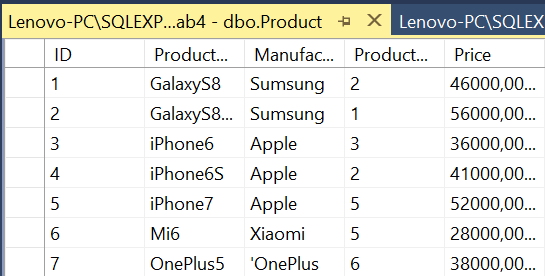 Lenovo-PC\SQLEXP...ab4 - dbo.Product Lenovo-PC\SQLEX
ID Product... Manufac... Product... Price
1 GalaxyS8 Sumsung 2 46000,00...
2 GalaxyS8... Sumsung 1 56000,00...
3 iPhone6 Apple 3 36000,00...
4 iPhone6S Apple 2 41000,00...
5 iPhone7 Apple 5 52000,00...
6 Mi6 Xiaomi 5 28000,00...
7 OnePlus5 'OnePlus 6 38000,00...